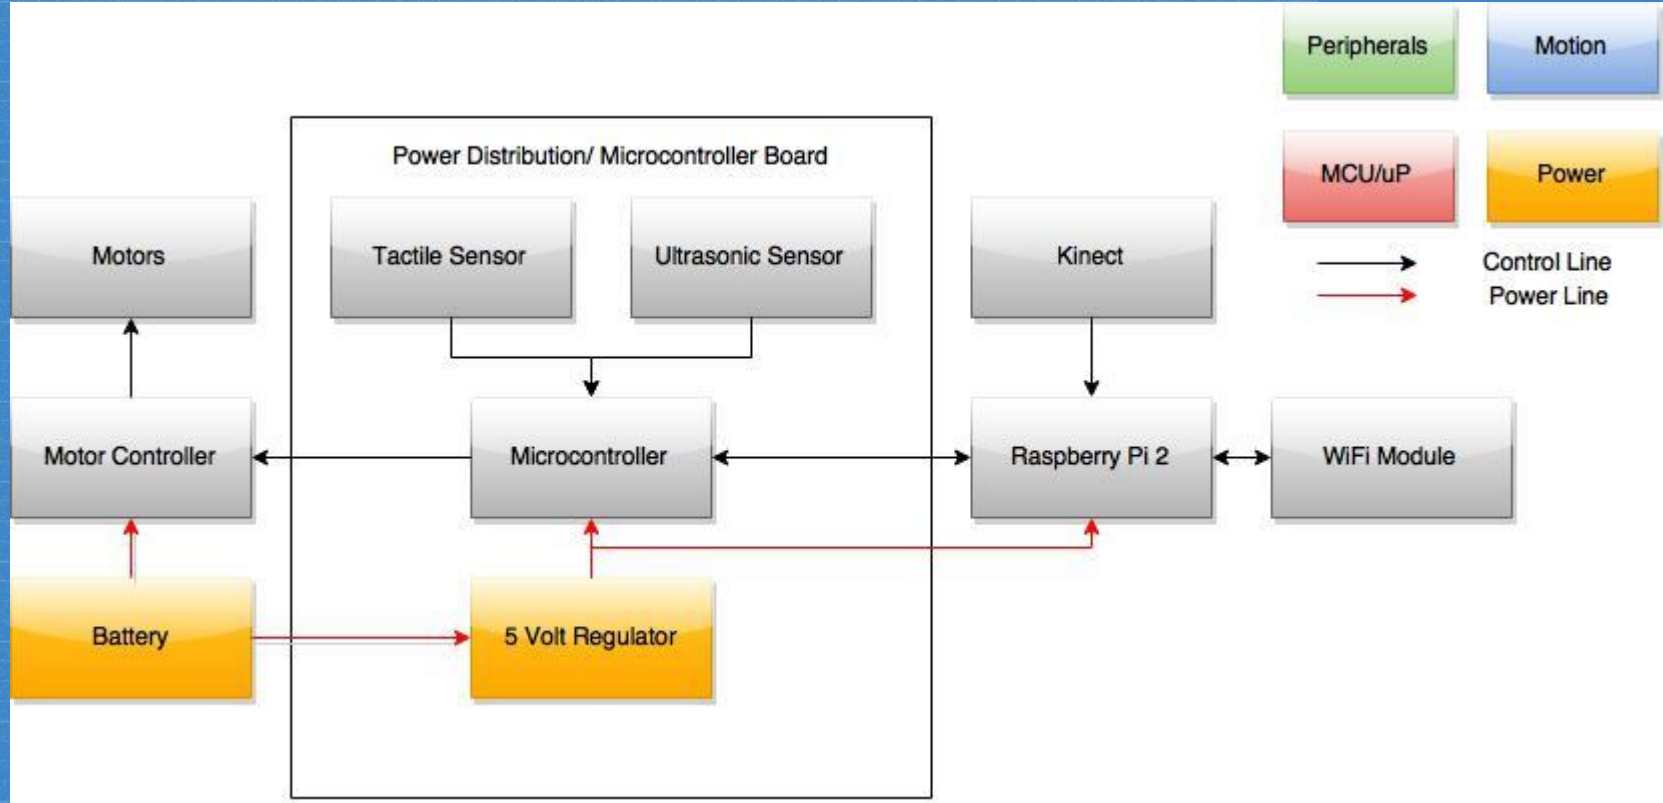 Peripherals
Motion
MCU/uP
Power
Control Line
Power Line
Power Distribution/ Microcontroller Board
Motors
Tactile Sensor
Ultrasonic Sensor
Kinect
Motor Controller
Microcontroller
Raspberry Pi 2
WiFi Module
Battery
5 Volt Regulator